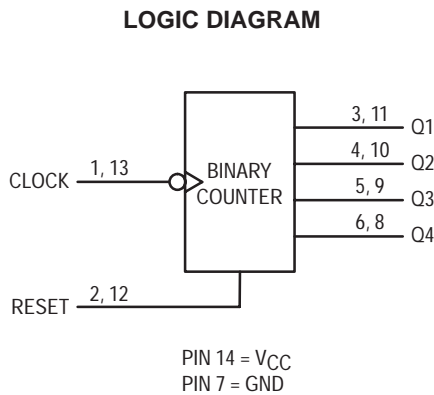 LOGIC DIAGRAM
3, 11 Q1
4, 10 Q2
CLOCK 1, 13 BINARY COUNTER
5, 9 Q3
6, 8 Q4
RESET 2, 12
PIN 14 = VCC
PIN 7 = GND